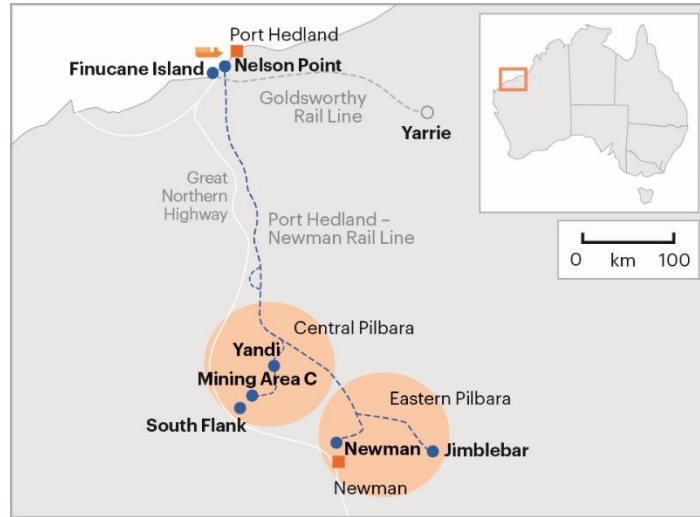 Port Hedland
Finucane Island
Nelson Point
Goldsworthy
Rail Line
Yarrie
Great
Northern
Highway
Port Hedland –
Newman Rail Line
0 km 100
Central Pilbara
Yandi
Mining Area C
South Flank
Eastern Pilbara
Newman
Jimblebar
Newman